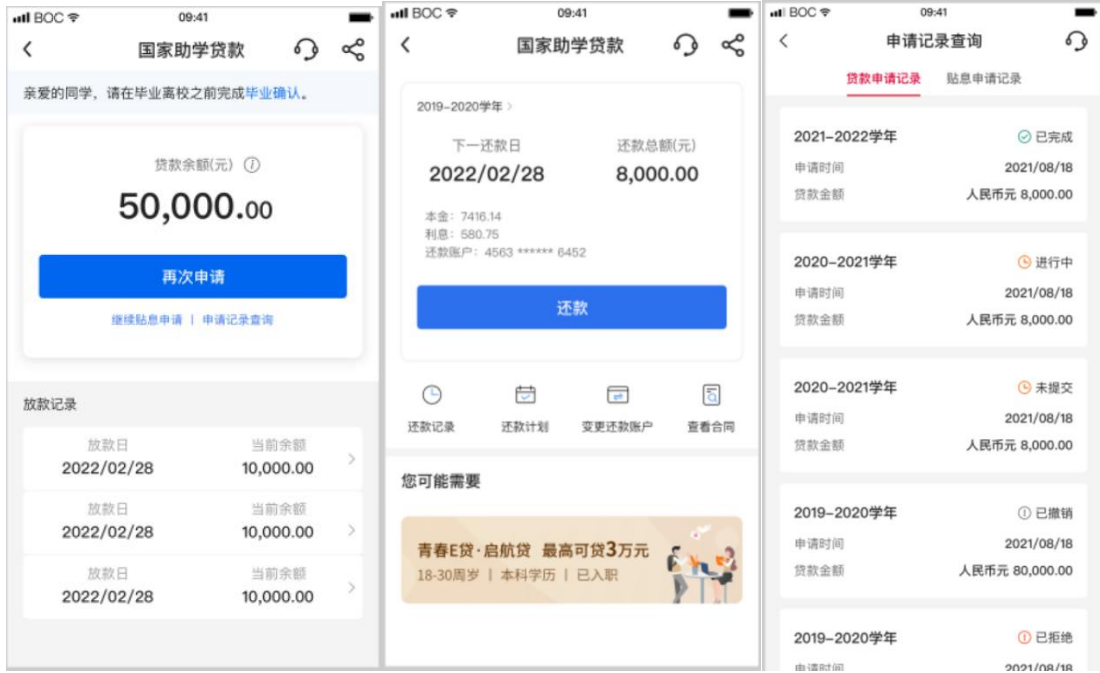 BOC
09:41
国家助学贷款
亲爱的同学，请在毕业离校之前完成毕业确认。
贷款余额(元)
50,000.00
再次申请
继续贴息申请 | 申请记录查询
放款记录
放款日 当前余额
2022/02/28 10,000.00
放款日 当前余额
2022/02/28 10,000.00
放款日 当前余额
2022/02/28 10,000.00
BOC
09:41
国家助学贷款
2019-2020学年
下一还款日 还款总额(元)
2022/02/28 8,000.00
本金：7416.14
利息：580.75
还款账户：4563 ****** 6452
还款
还款记录 还款计划 变更还款账户 查看合同
您可能需要
青春E贷·启航贷 最高可贷3万元
18-30周岁 | 本科学历 | 已入职
BOC
09:41
申请记录查询
贷款申请记录 贴息申请记录
2021-2022学年 已完成
申请时间 2021/08/18
贷款金额 人民币元 8,000.00
2020-2021学年 进行中
申请时间 2021/08/18
贷款金额 人民币元 8,000.00
2020-2021学年 未提交
申请时间 2021/08/18
贷款金额 人民币元 8,000.00
2019-2020学年 已撤销
申请时间 2021/08/18
贷款金额 人民币元 80,000.00
2019-2020学年 已拒绝
申请时间 2021/08/18